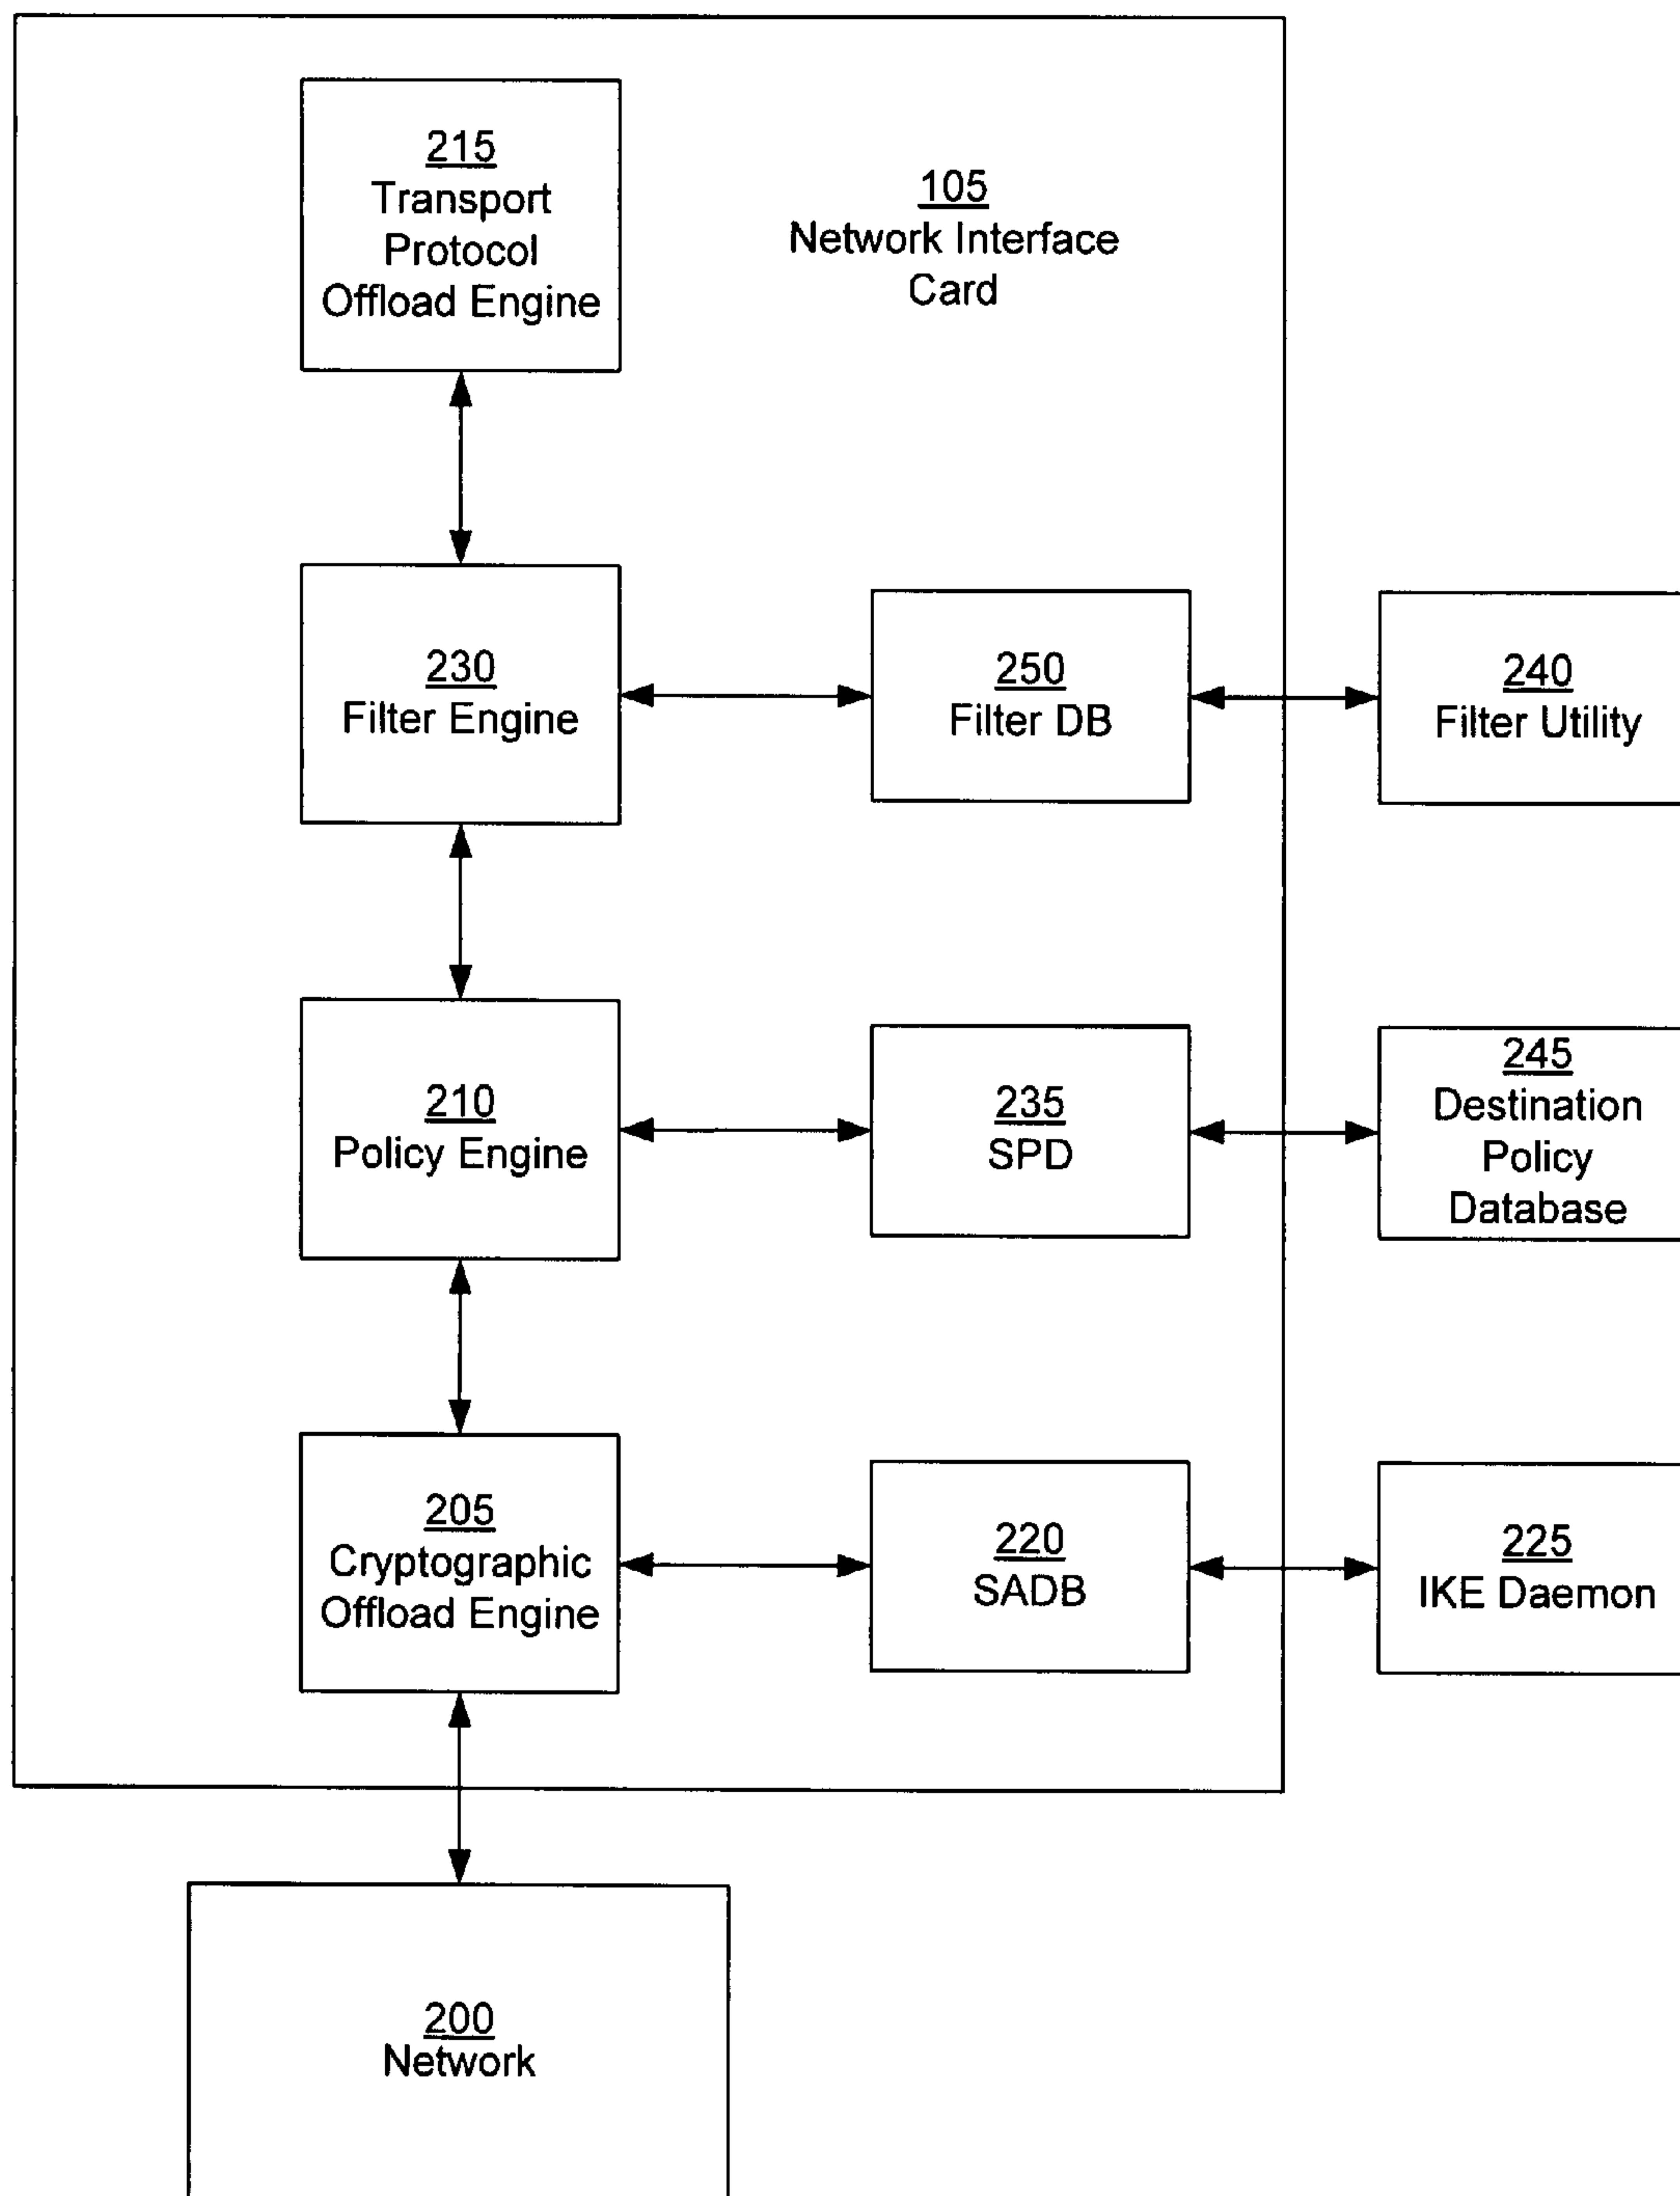 215
Transport
Protocol
Offload Engine
105
Network Interface
Card
230
Filter Engine
250
Filter DB
240
Filter Utility
210
Policy Engine
235
SPD
245
Destination
Policy
Database
205
Cryptographic
Offload Engine
220
SADB
225
IKE Daemon
200
Network